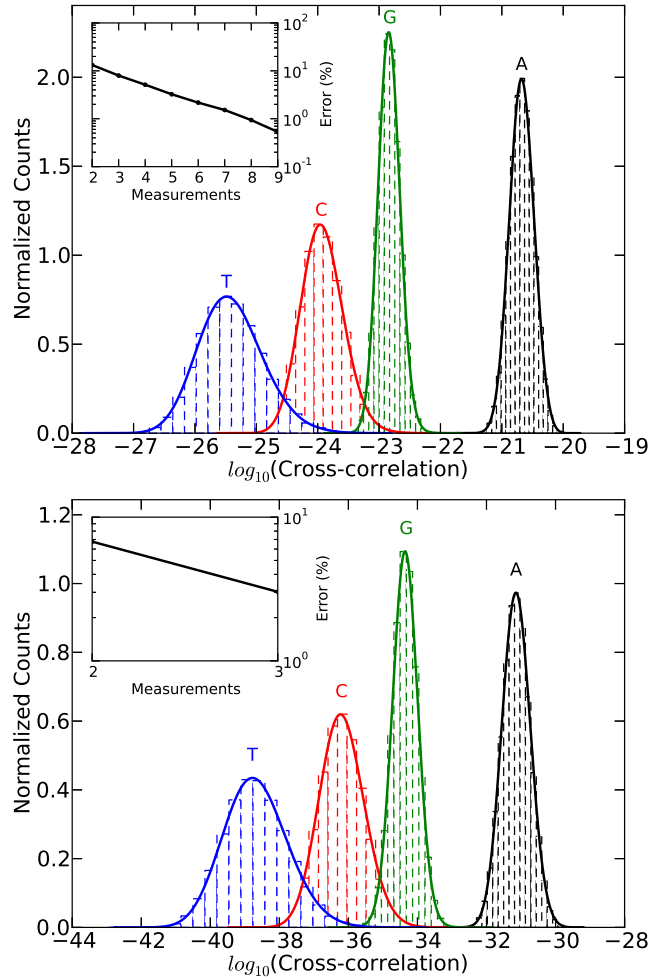 G
A
C
T
Normalized Counts
2.0
1.5
1.0
0.5
0.0
−28 −27 −26 −25 −24 −23 −22 −21 −20 −19
log10(Cross-correlation)
10^2
10^1
10^0
10^-1
Error (%)
2 3 4 5 6 7 8 9
Measurements
G
A
C
T
Normalized Counts
1.2
1.0
0.8
0.6
0.4
0.2
0.0
−44 −42 −40 −38 −36 −34 −32 −30 −28
log10(Cross-correlation)
10^1
10^0
Error (%)
2 3
Measurements